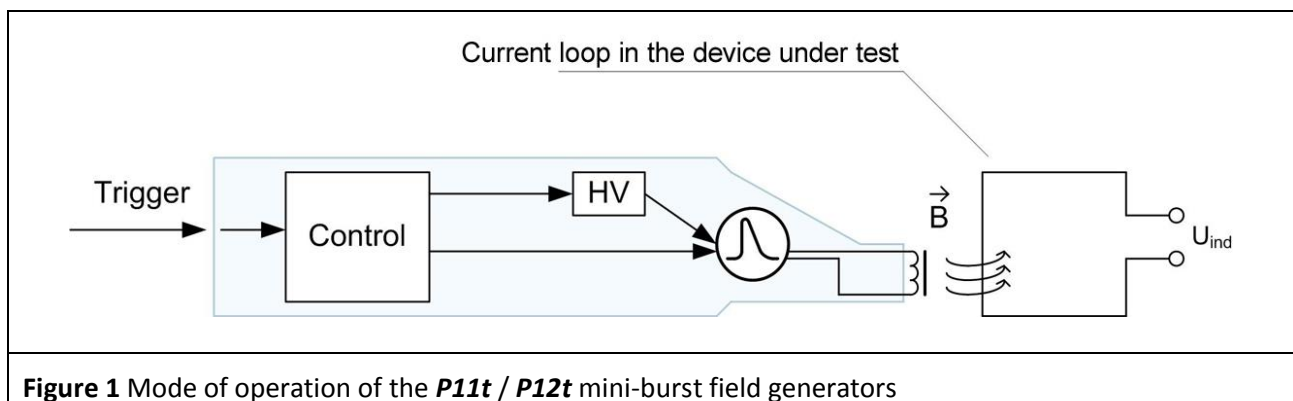 Current loop in the device under test
Trigger
Control
HV
B
U_ind
Figure 1 Mode of operation of the P11t / P12t mini-burst field generators